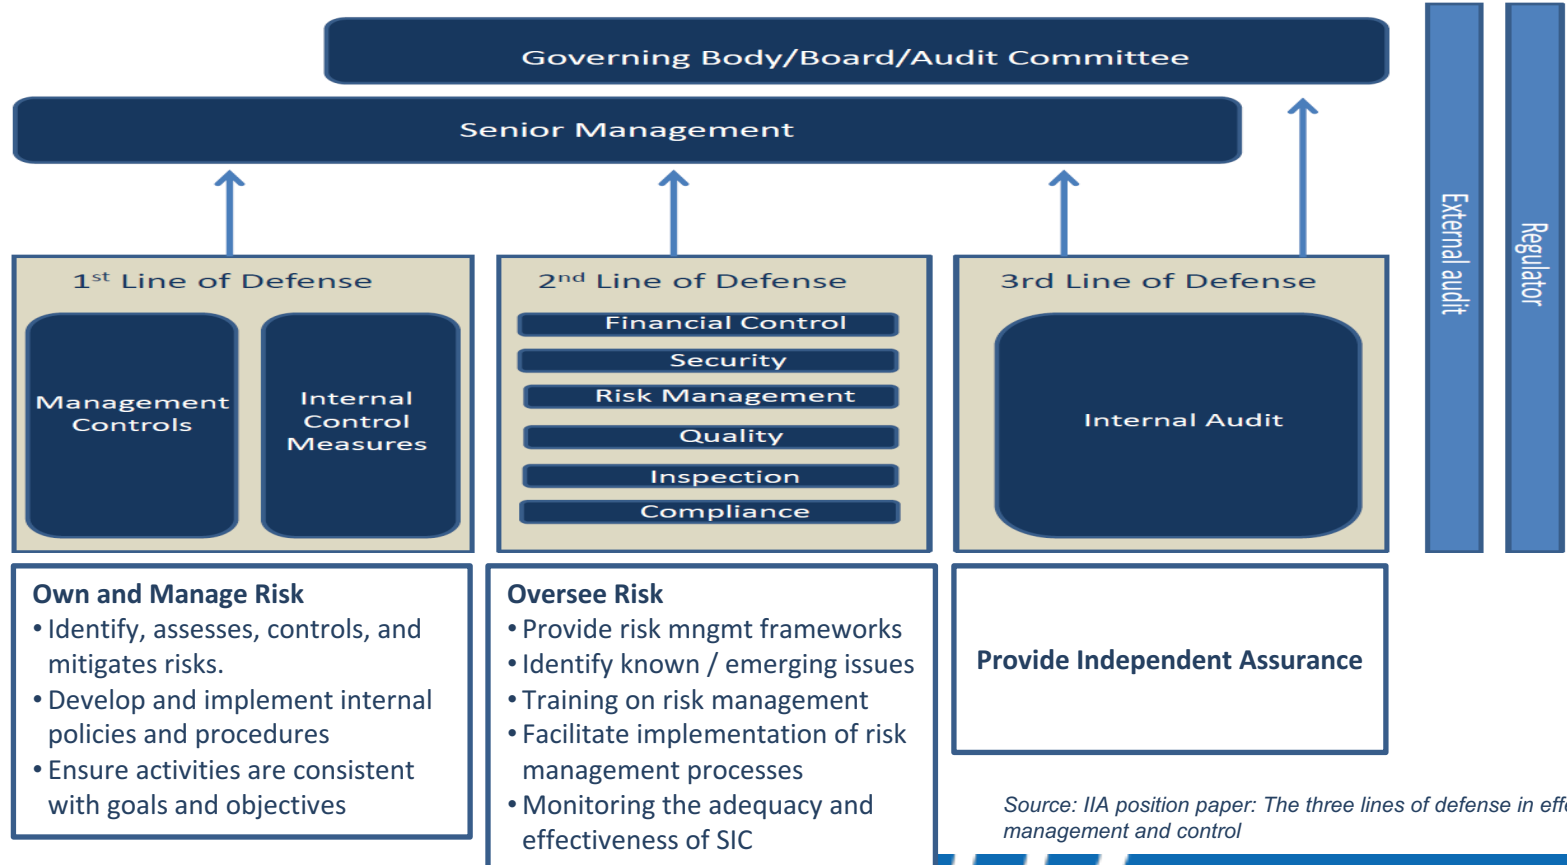 Governing Body/Board/Audit Committee
Senior Management
1st Line of Defense
Management
Controls
Internal
Control
Measures
2nd Line of Defense
Financial Control
Security
Risk Management
Quality
Inspection
Compliance
3rd Line of Defense
Internal Audit
External audit
Regulator
Own and Manage Risk
• Identify, assesses, controls, and
mitigates risks.
• Develop and implement internal
policies and procedures
• Ensure activities are consistent
with goals and objectives
Oversee Risk
• Provide risk mngmt frameworks
• Identify known / emerging issues
• Training on risk management
• Facilitate implementation of risk
management processes
• Monitoring the adequacy and
effectiveness of SIC
Provide Independent Assurance
Source: IIA position paper: The three lines of defense in
management and control